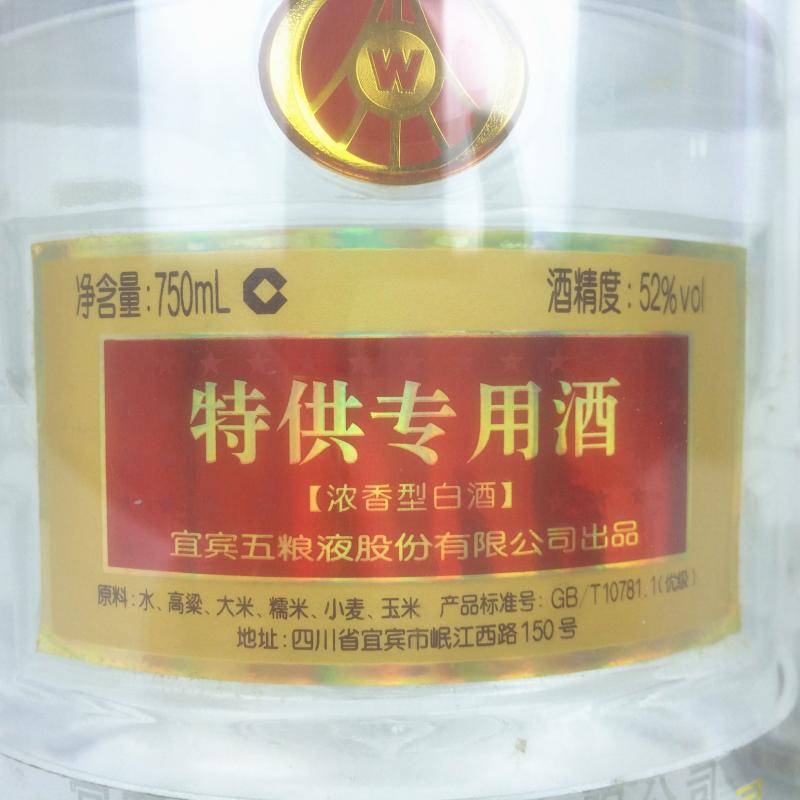 W
净含量:750mL
酒精度:52%vol
特供专用酒
【浓香型白酒】
宜宾五粮液股份有限公司出品
原料:水、高粱、大米、糯米、小麦、玉米 产品标准号:GB/T10781.1(优级)
地址:四川省宜宾市岷江西路150号
公司